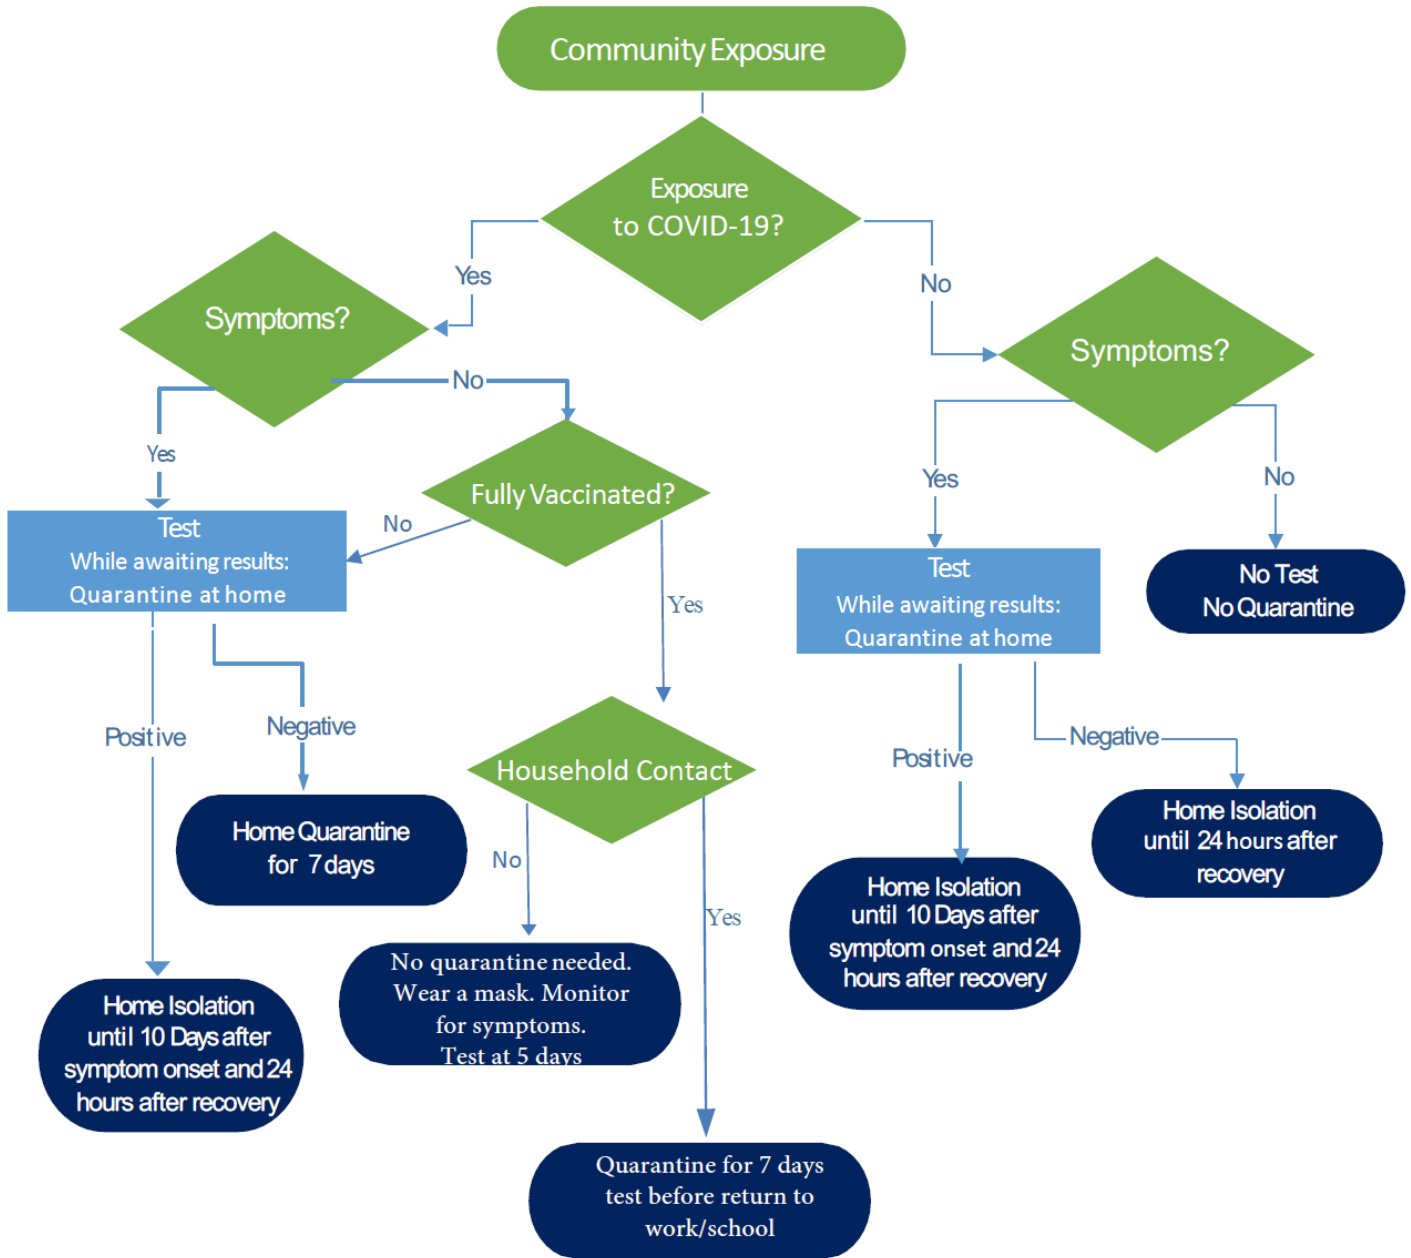 Community Exposure
Exposure
to COVID-19?
Yes
No
Symptoms?
Symptoms?
No
Yes
Yes
No
Fully Vaccinated?
No
Yes
Test
While awaiting results:
Quarantine at home
Test
While awaiting results:
Quarantine at home
No Test
No Quarantine
Positive
Negative
Household Contact
Positive
Negative
Home Quarantine
for 7 days
No
Yes
Home Isolation
until 24 hours after
recovery
Home Isolation
until 10 Days after
symptom onset and 24
hours after recovery
No quarantine needed.
Wear a mask. Monitor
for symptoms.
Test at 5 days
Home Isolation
until 10 Days after
symptom onset and 24
hours after recovery
Quarantine for 7 days
test before return to
work/school